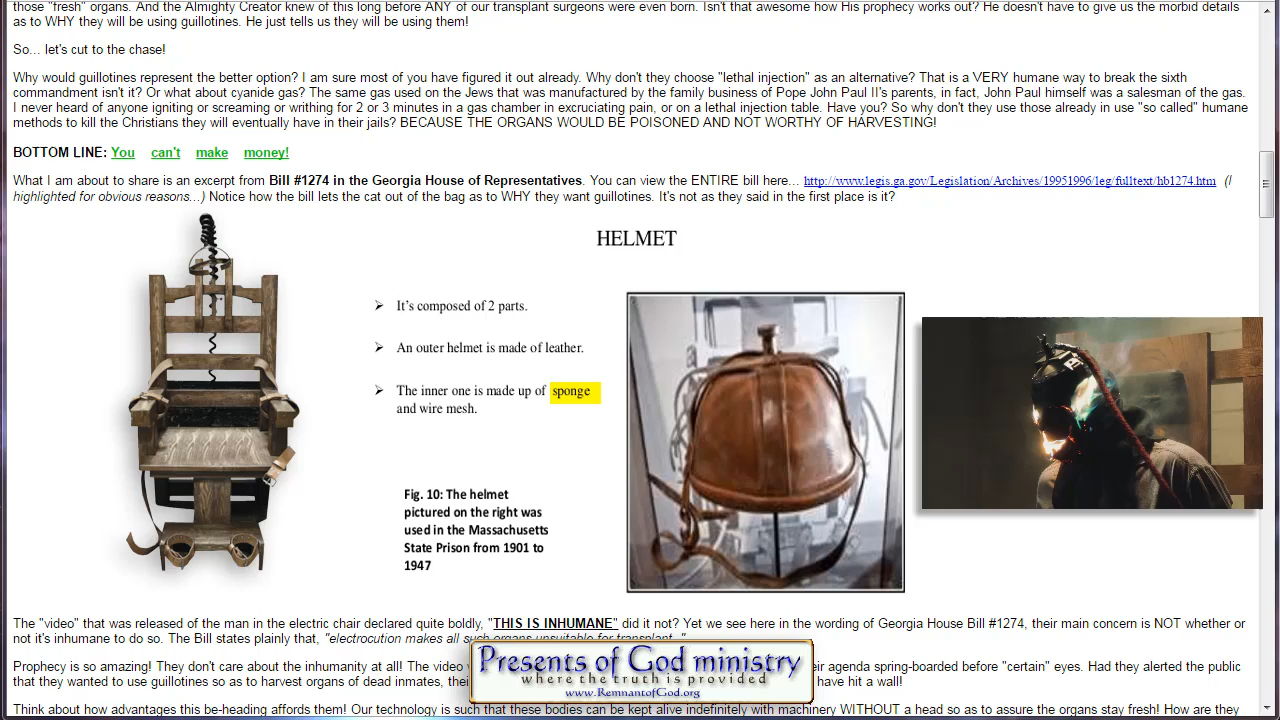 those "fresh" organs. And the Almighty Creator knew of this long before ANY of our transplant surgeons were even born. Isn't that awesome how His prophecy works out? He doesn't have to give us the morbid details
as to WHY they will be using guillotines. He just tells us they will be using them!
So... let's cut to the chase!
Why would guillotines represent the better option? I am sure most of you have figured it out already. Why don't they choose "lethal injection" as an alternative? That is a VERY humane way to break the sixth
commandment isn't it? Or what about cyanide gas? The same gas used on the Jews that was manufactured by the family business of Pope John Paul II's parents, in fact, John Paul himself was a salesman of the gas.
I never heard of anyone igniting or screaming or writhing for 2 or 3 minutes in a gas chamber in excruciating pain, or on a lethal injection table. Have you? So why don't they use those already in use "so called" humane
methods to kill the Christians they will eventually have in their jails? BECAUSE THE ORGANS WOULD BE POISONED AND NOT WORTHY OF HARVESTING!
BOTTOM LINE: You can't make money!
What I am about to share is an excerpt from Bill #1274 in the Georgia House of Representatives. You can view the ENTIRE bill here... http://www.legis.ga.gov/Legislation/Archives/19951996/leg/fulltext/hb1274.htm (I
highlighted for obvious reasons...) Notice how the bill lets the cat out of the bag as to WHY they want guillotines. It's not as they said in the first place is it?
HELMET
It's composed of 2 parts.
An outer helmet is made of leather.
The inner one is made up of sponge
and wire mesh.
Fig. 10: The helmet
pictured on the right was
used in the Massachusetts
State Prison from 1901 to
1947
The "video" that was released of the man in the electric chair declared quite boldly, "THIS IS INHUMANE" did it not? Yet we see here in the wording of Georgia House Bill #1274, their main concern is NOT whether or
not it's inhumane to do so. The Bill states plainly that, "electrocution makes all such organs unsuitable for transplant..."
Prophecy is so amazing! They don't care about the inhumanity at all! The video agenda spring-boarded before "certain" eyes. Had they alerted the public
that they wanted to use guillotines so as to harvest organs of dead inmates, have hit a wall!
Presents of God ministry
where the truth is provided
www.RemnantofGod.org
Think about how advantages this be-heading affords them! Our technology is such that these bodies can be kept alive indefinitely with machinery WITHOUT a head so as to assure the organs stay fresh! How are they